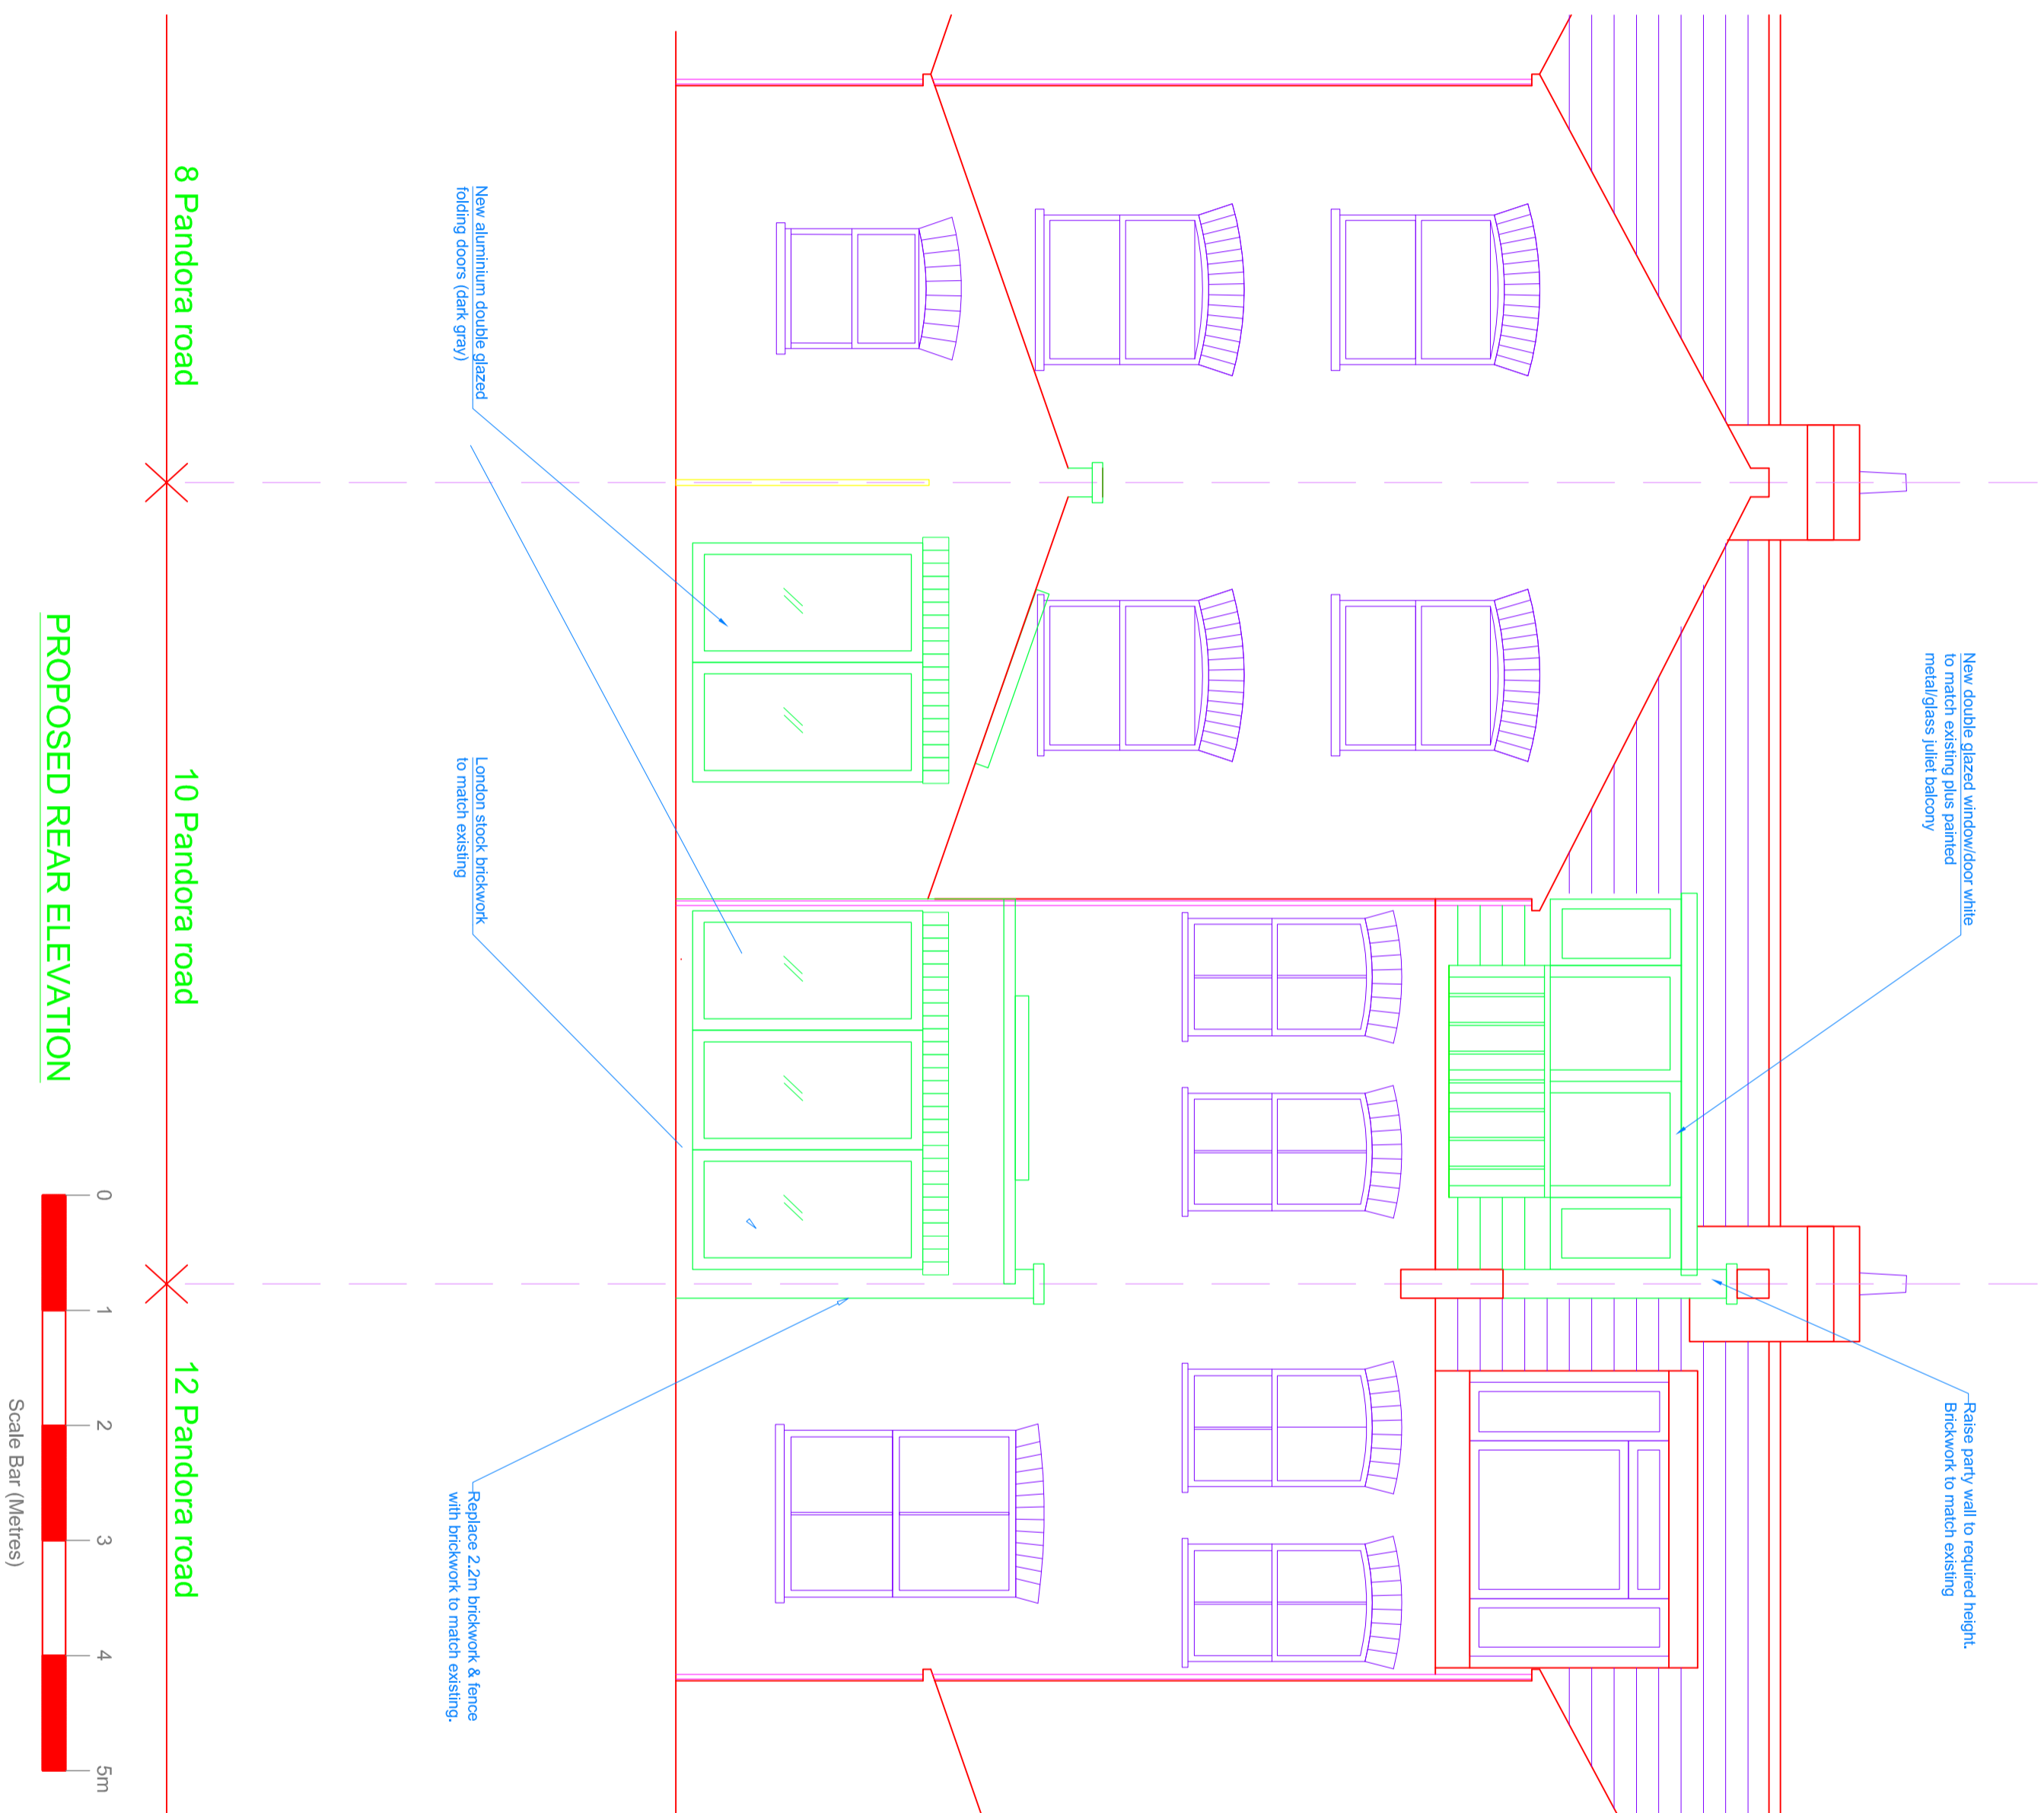 New double glazed window/door white
to match existing plus painted
metal/glass juliet balcony
Raise party wall to required height.
Brickwork to match existing
New aluminium double glazed
folding doors (dark gray)
London stock brickwork
to match existing
Replace 2.2m brickwork & fence
with brickwork to match existing.
8 Pandora road
10 Pandora road
12 Pandora road
PROPOSED REAR ELEVATION
0 1 2 3 4 5m
Scale Bar (Metres)